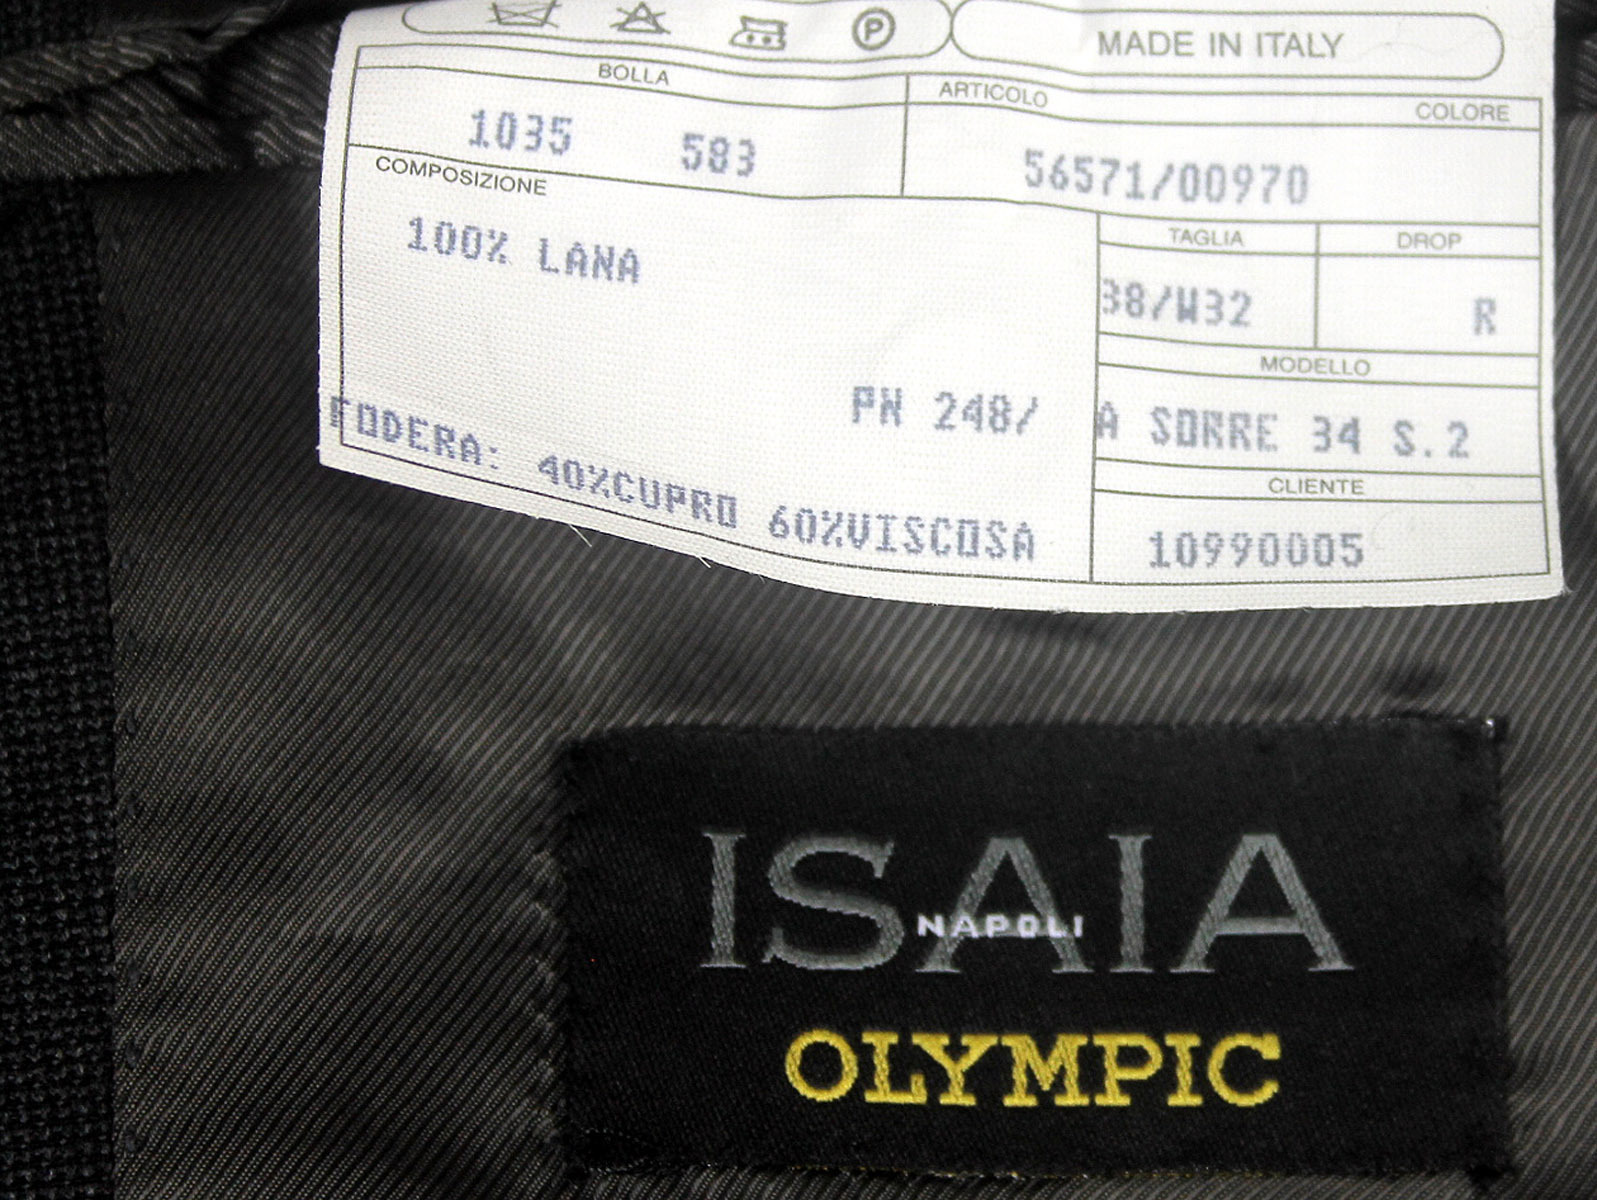 P
MADE IN ITALY
BOLLA
ARTICOLO
COLORE
1035 583
56571/00970
COMPOSIZIONE
100% LANA
TAGLIA
DROP
38/W32
R
MODELLO
PN 248/
A SORRE 34 S.2
FODERA: 40%CUPRO 60%VISCOSA
CLIENTE
10990005
ISAIA
NAPOLI
OLYMPIC